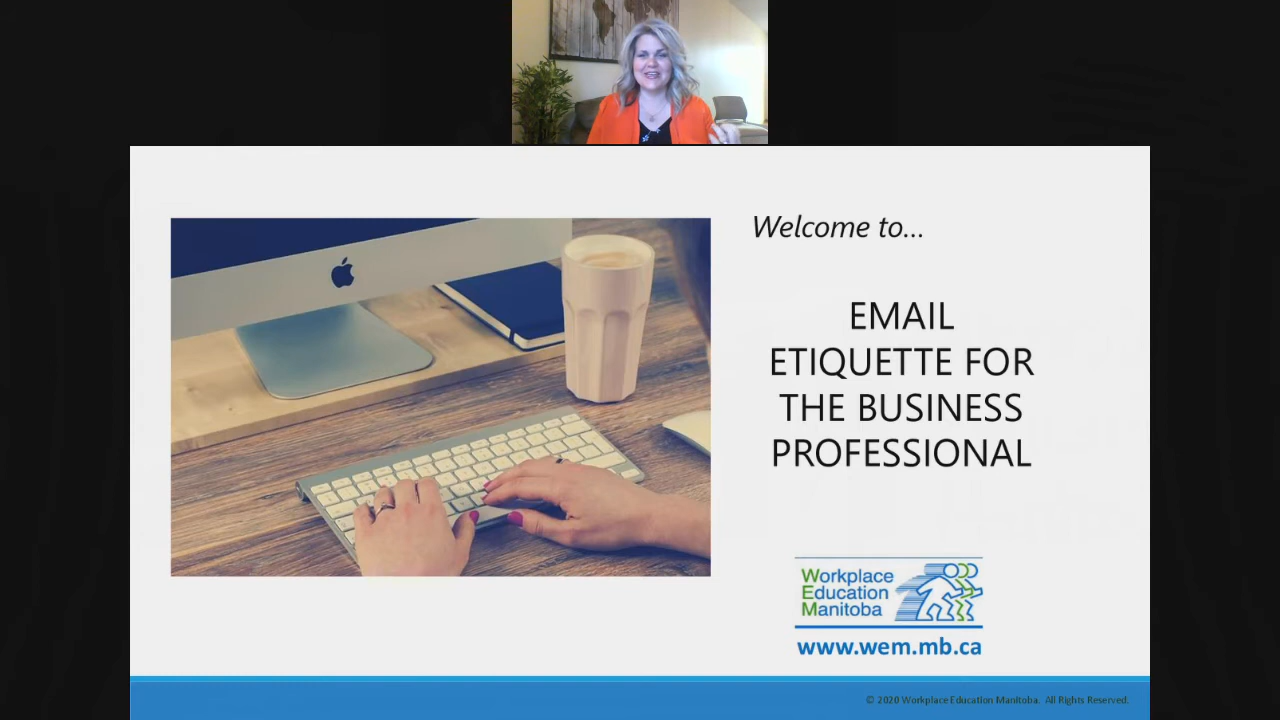 Welcome to...
EMAIL
ETIQUETTE FOR
THE BUSINESS
PROFESSIONAL
Workplace
Education
Manitoba
www.wem.mb.ca
© 2020 Workplace Education Manitoba. All Rights Reserved.